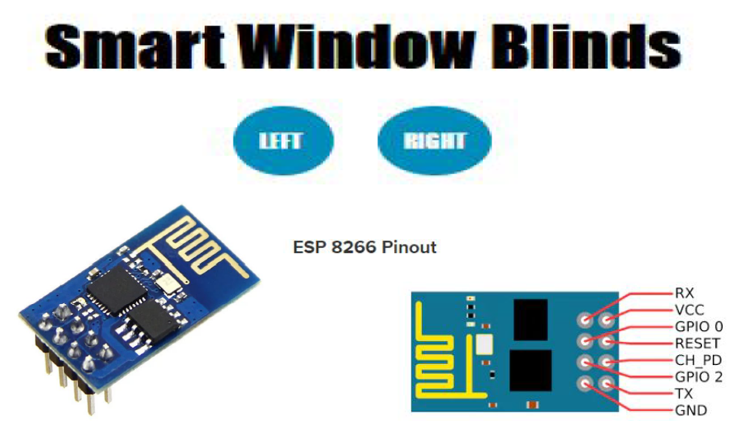 Smart Window Blinds
LEFT
RIGHT
ESP 8266 Pinout
RX
VCC
GPIO 0
RESET
CH_PD
GPIO 2
TX
GND